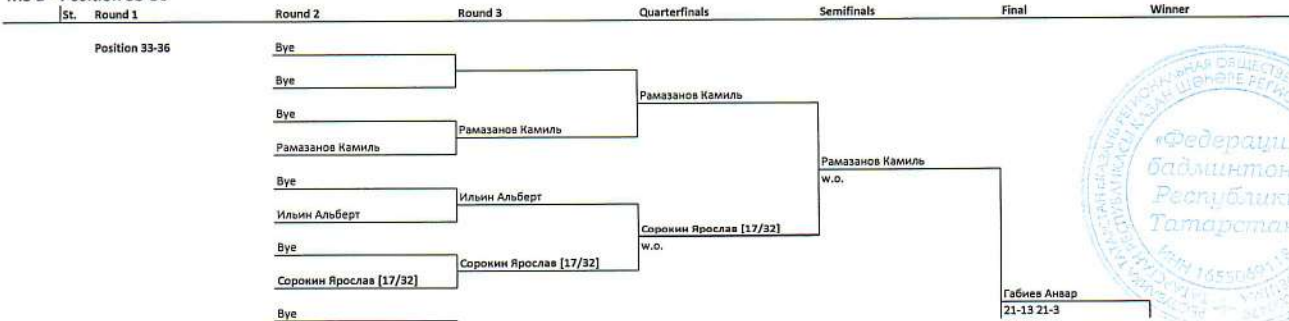 St. Round 1 Round 2 Round 3 Quarterfinals Semifinals Final Winner
Position 33-36
Bye
Bye
Рамазанов Камиль
Bye
Рамазанов Камиль
Рамазанов Камиль
Рамазанов Камиль
w.o.
Bye
Ильин Альберт
Ильин Альберт
Сорокин Ярослав [17/32]
w.o.
Bye
Сорокин Ярослав [17/32]
Сорокин Ярослав [17/32]
Габиев Анвар
21-13 21-3
Bye
«Федерация
бадминтона
Республики
Татарстан